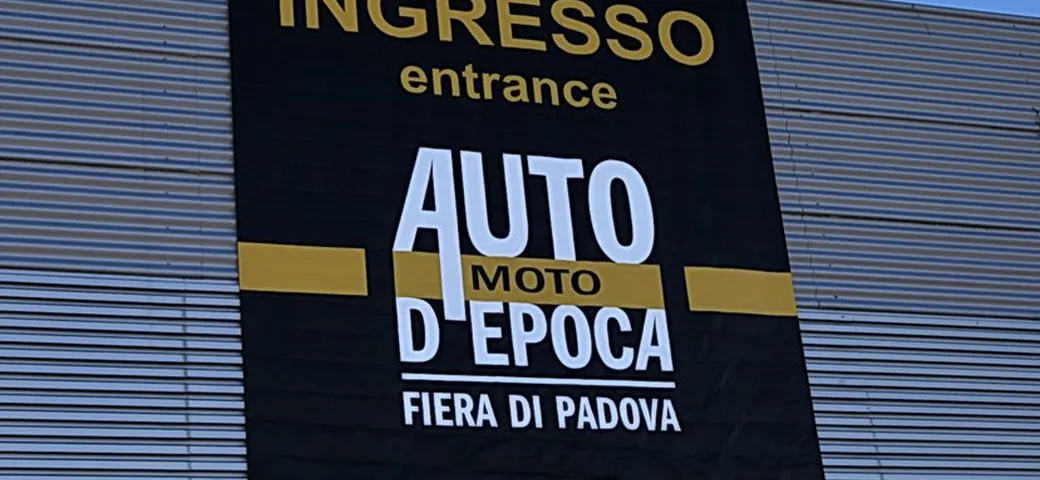 INGRESSO
entrance
AUTO
MOTO
D'EPOCA
FIERA DI PADOVA